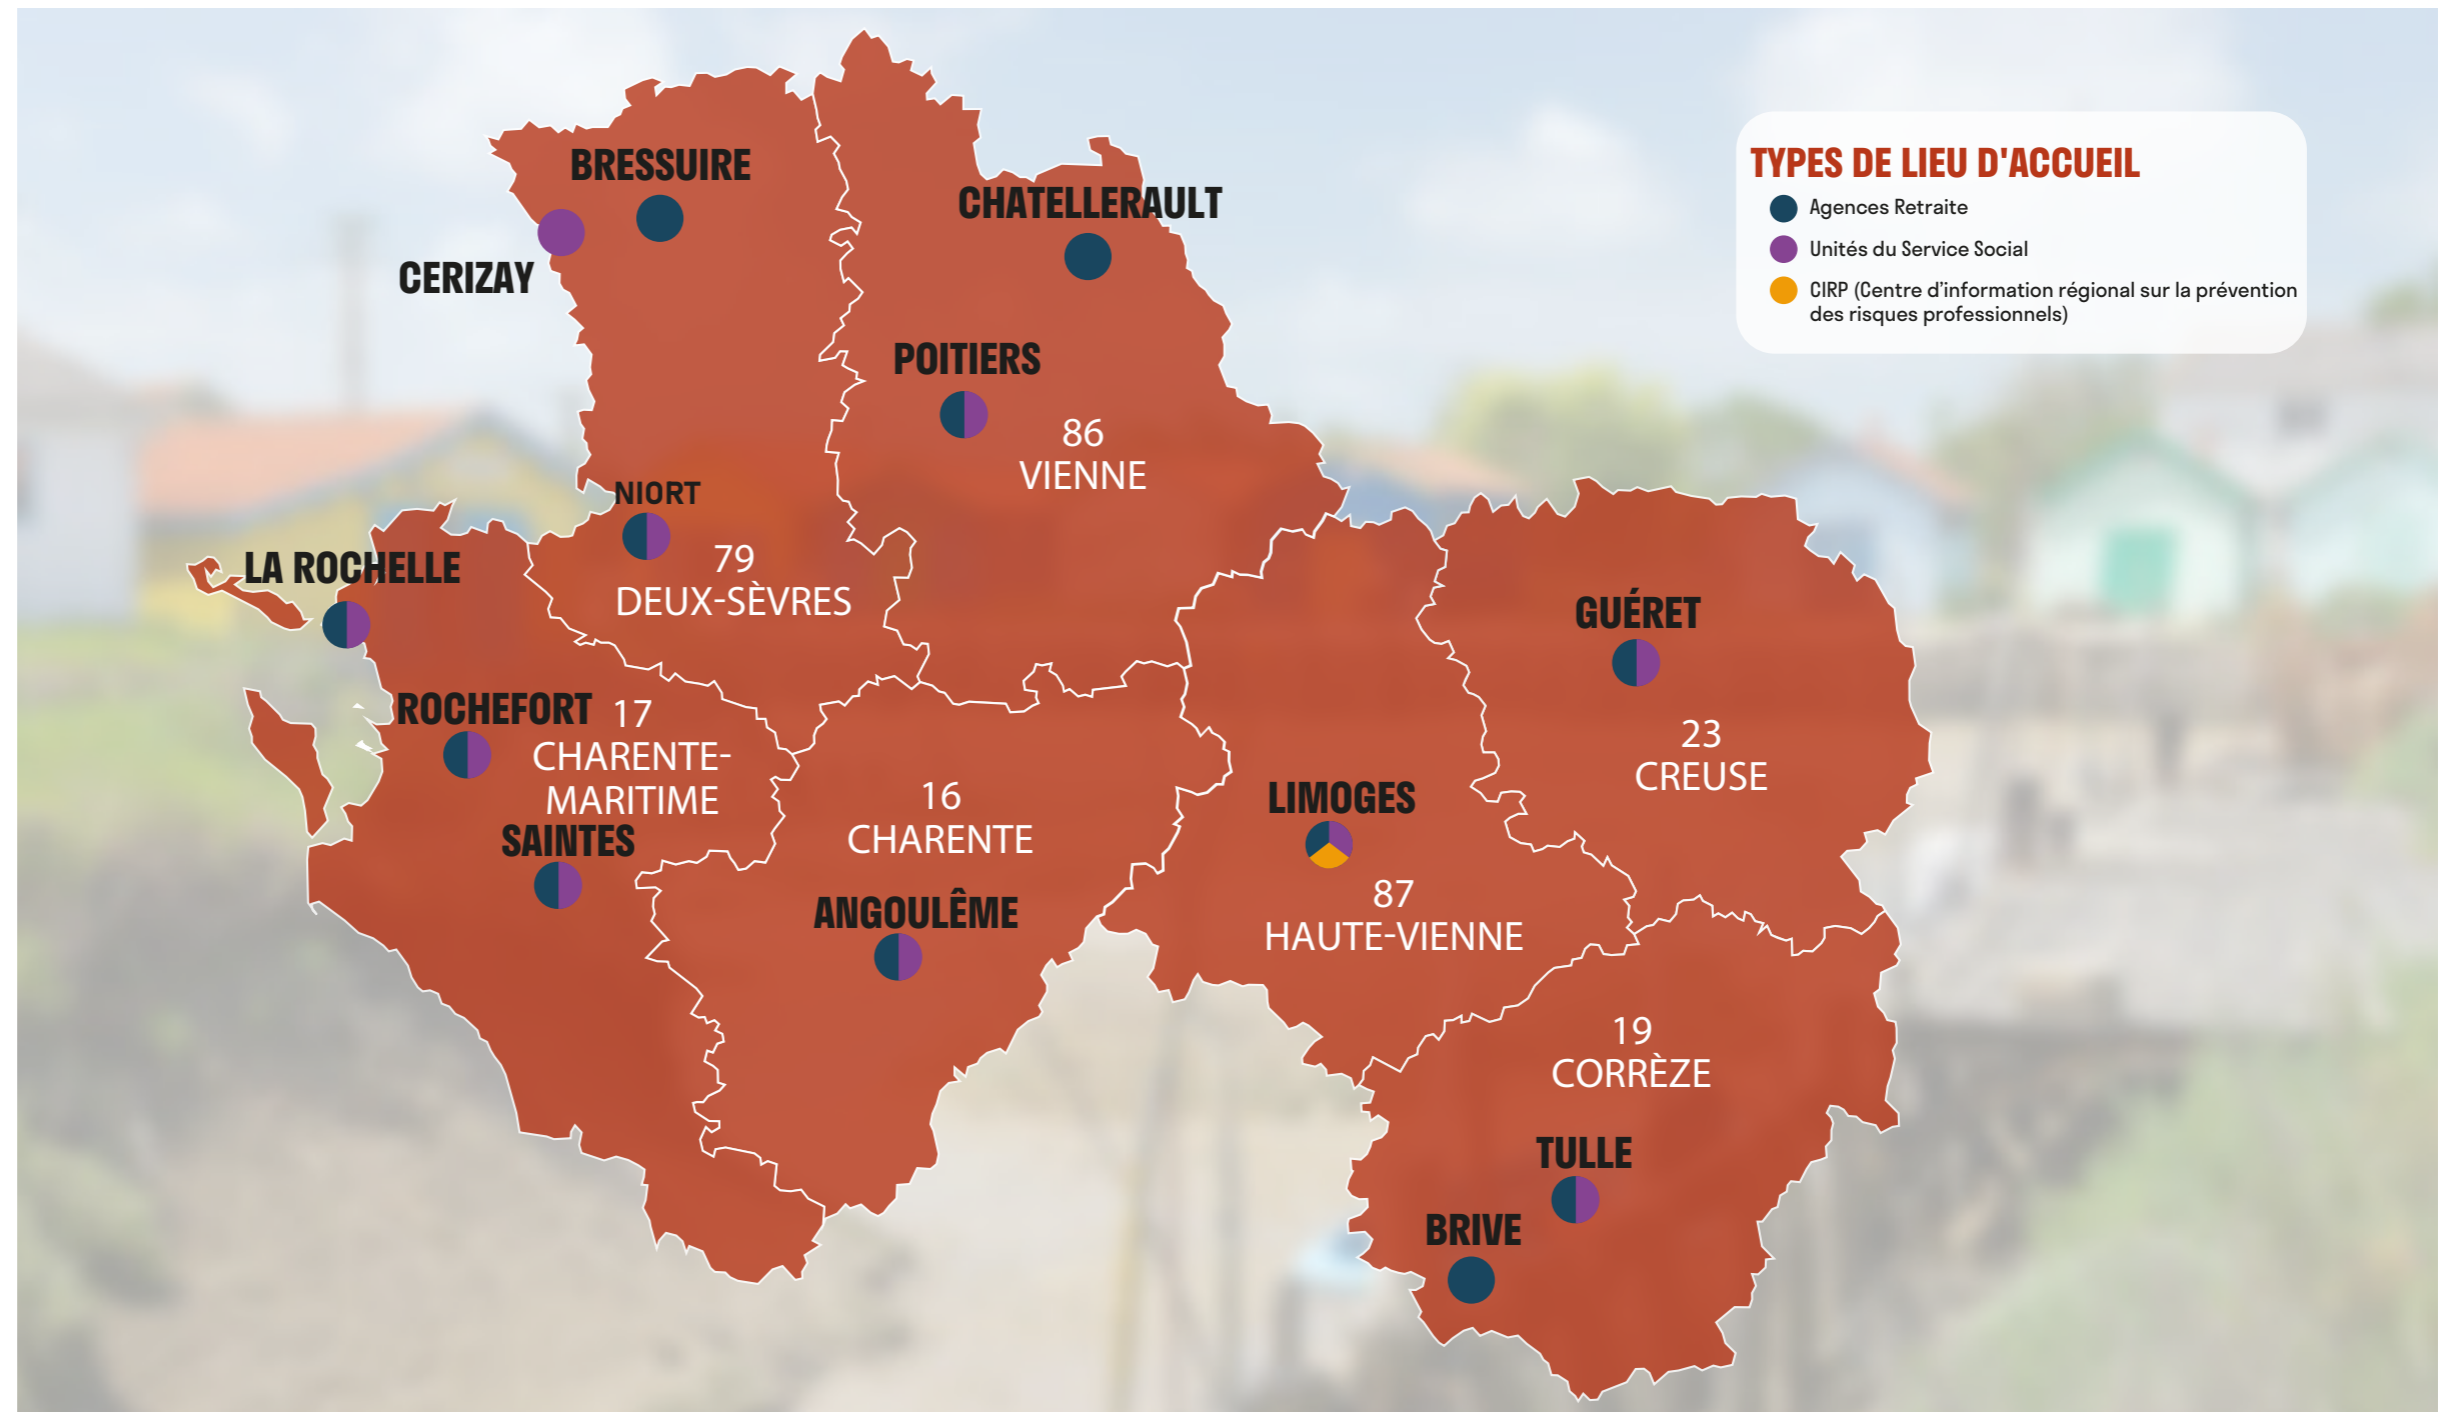 BRESSUIRE
CERIZAY
CHATELLERAULT
TYPES DE LIEU D'ACCUEIL
Agences Retraite
Unités du Service Social
CIRP (Centre d'information régional sur la prévention
des risques professionnels)
POITIERS
86
VIENNE
NIORT
79
DEUX-SÈVRES
LA ROCHELLE
GUÉRET
23
CREUSE
ROCHEFORT
17
CHARENTE-
MARITIME
SAINTES
16
CHARENTE
ANGOULÊME
LIMOGES
87
HAUTE-VIENNE
19
CORRÈZE
TULLE
BRIVE